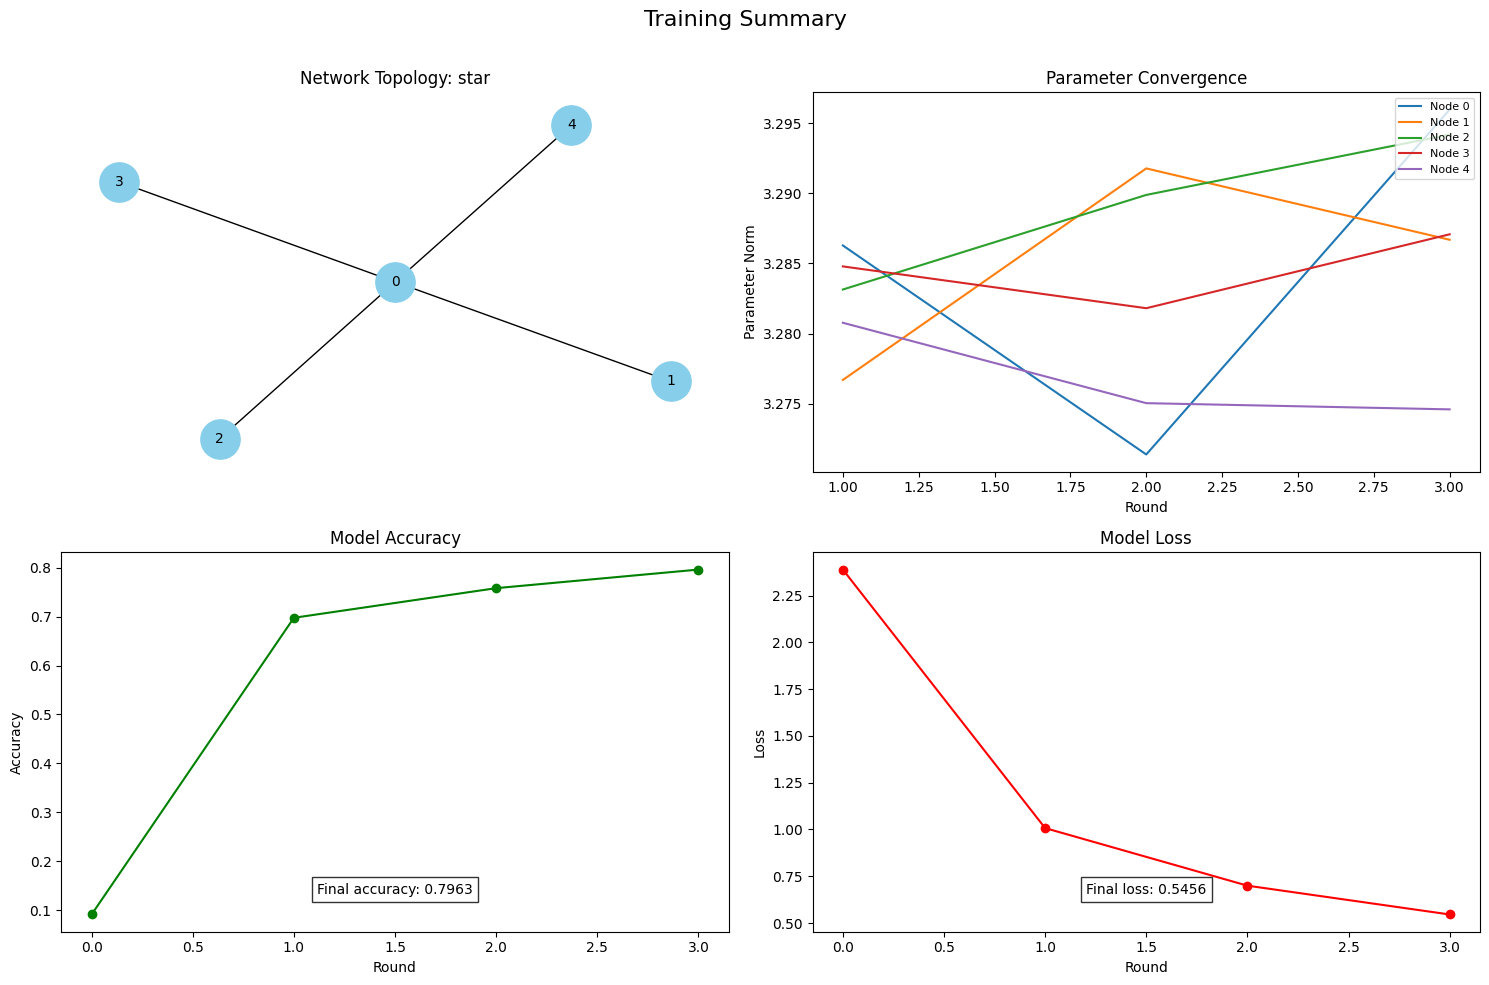 Training Summary
Network Topology: star
4
3
0
1
2
Parameter Convergence
Node 0
Node 1
Node 2
Node 3
Node 4
Parameter Norm
3.295
3.290
3.285
3.280
3.275
1.00 1.25 1.50 1.75 2.00 2.25 2.50 2.75 3.00
Round
Model Accuracy
Accuracy
0.8
0.7
0.6
0.5
0.4
0.3
0.2
0.1
Final accuracy: 0.7963
0.0 0.5 1.0 1.5 2.0 2.5 3.0
Round
Model Loss
Loss
2.25
2.00
1.75
1.50
1.25
1.00
0.75
0.50
Final loss: 0.5456
0.0 0.5 1.0 1.5 2.0 2.5 3.0
Round